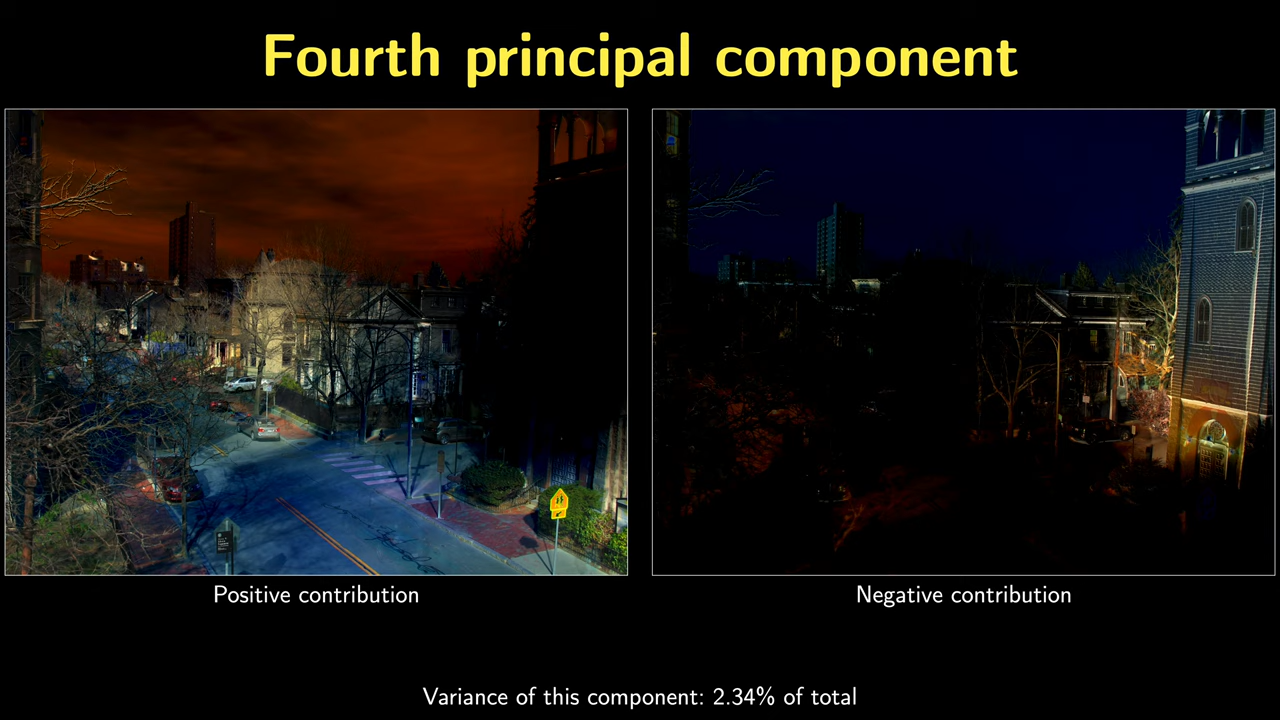 Fourth principal component
Positive contribution
Negative contribution
Variance of this component: 2.34% of total